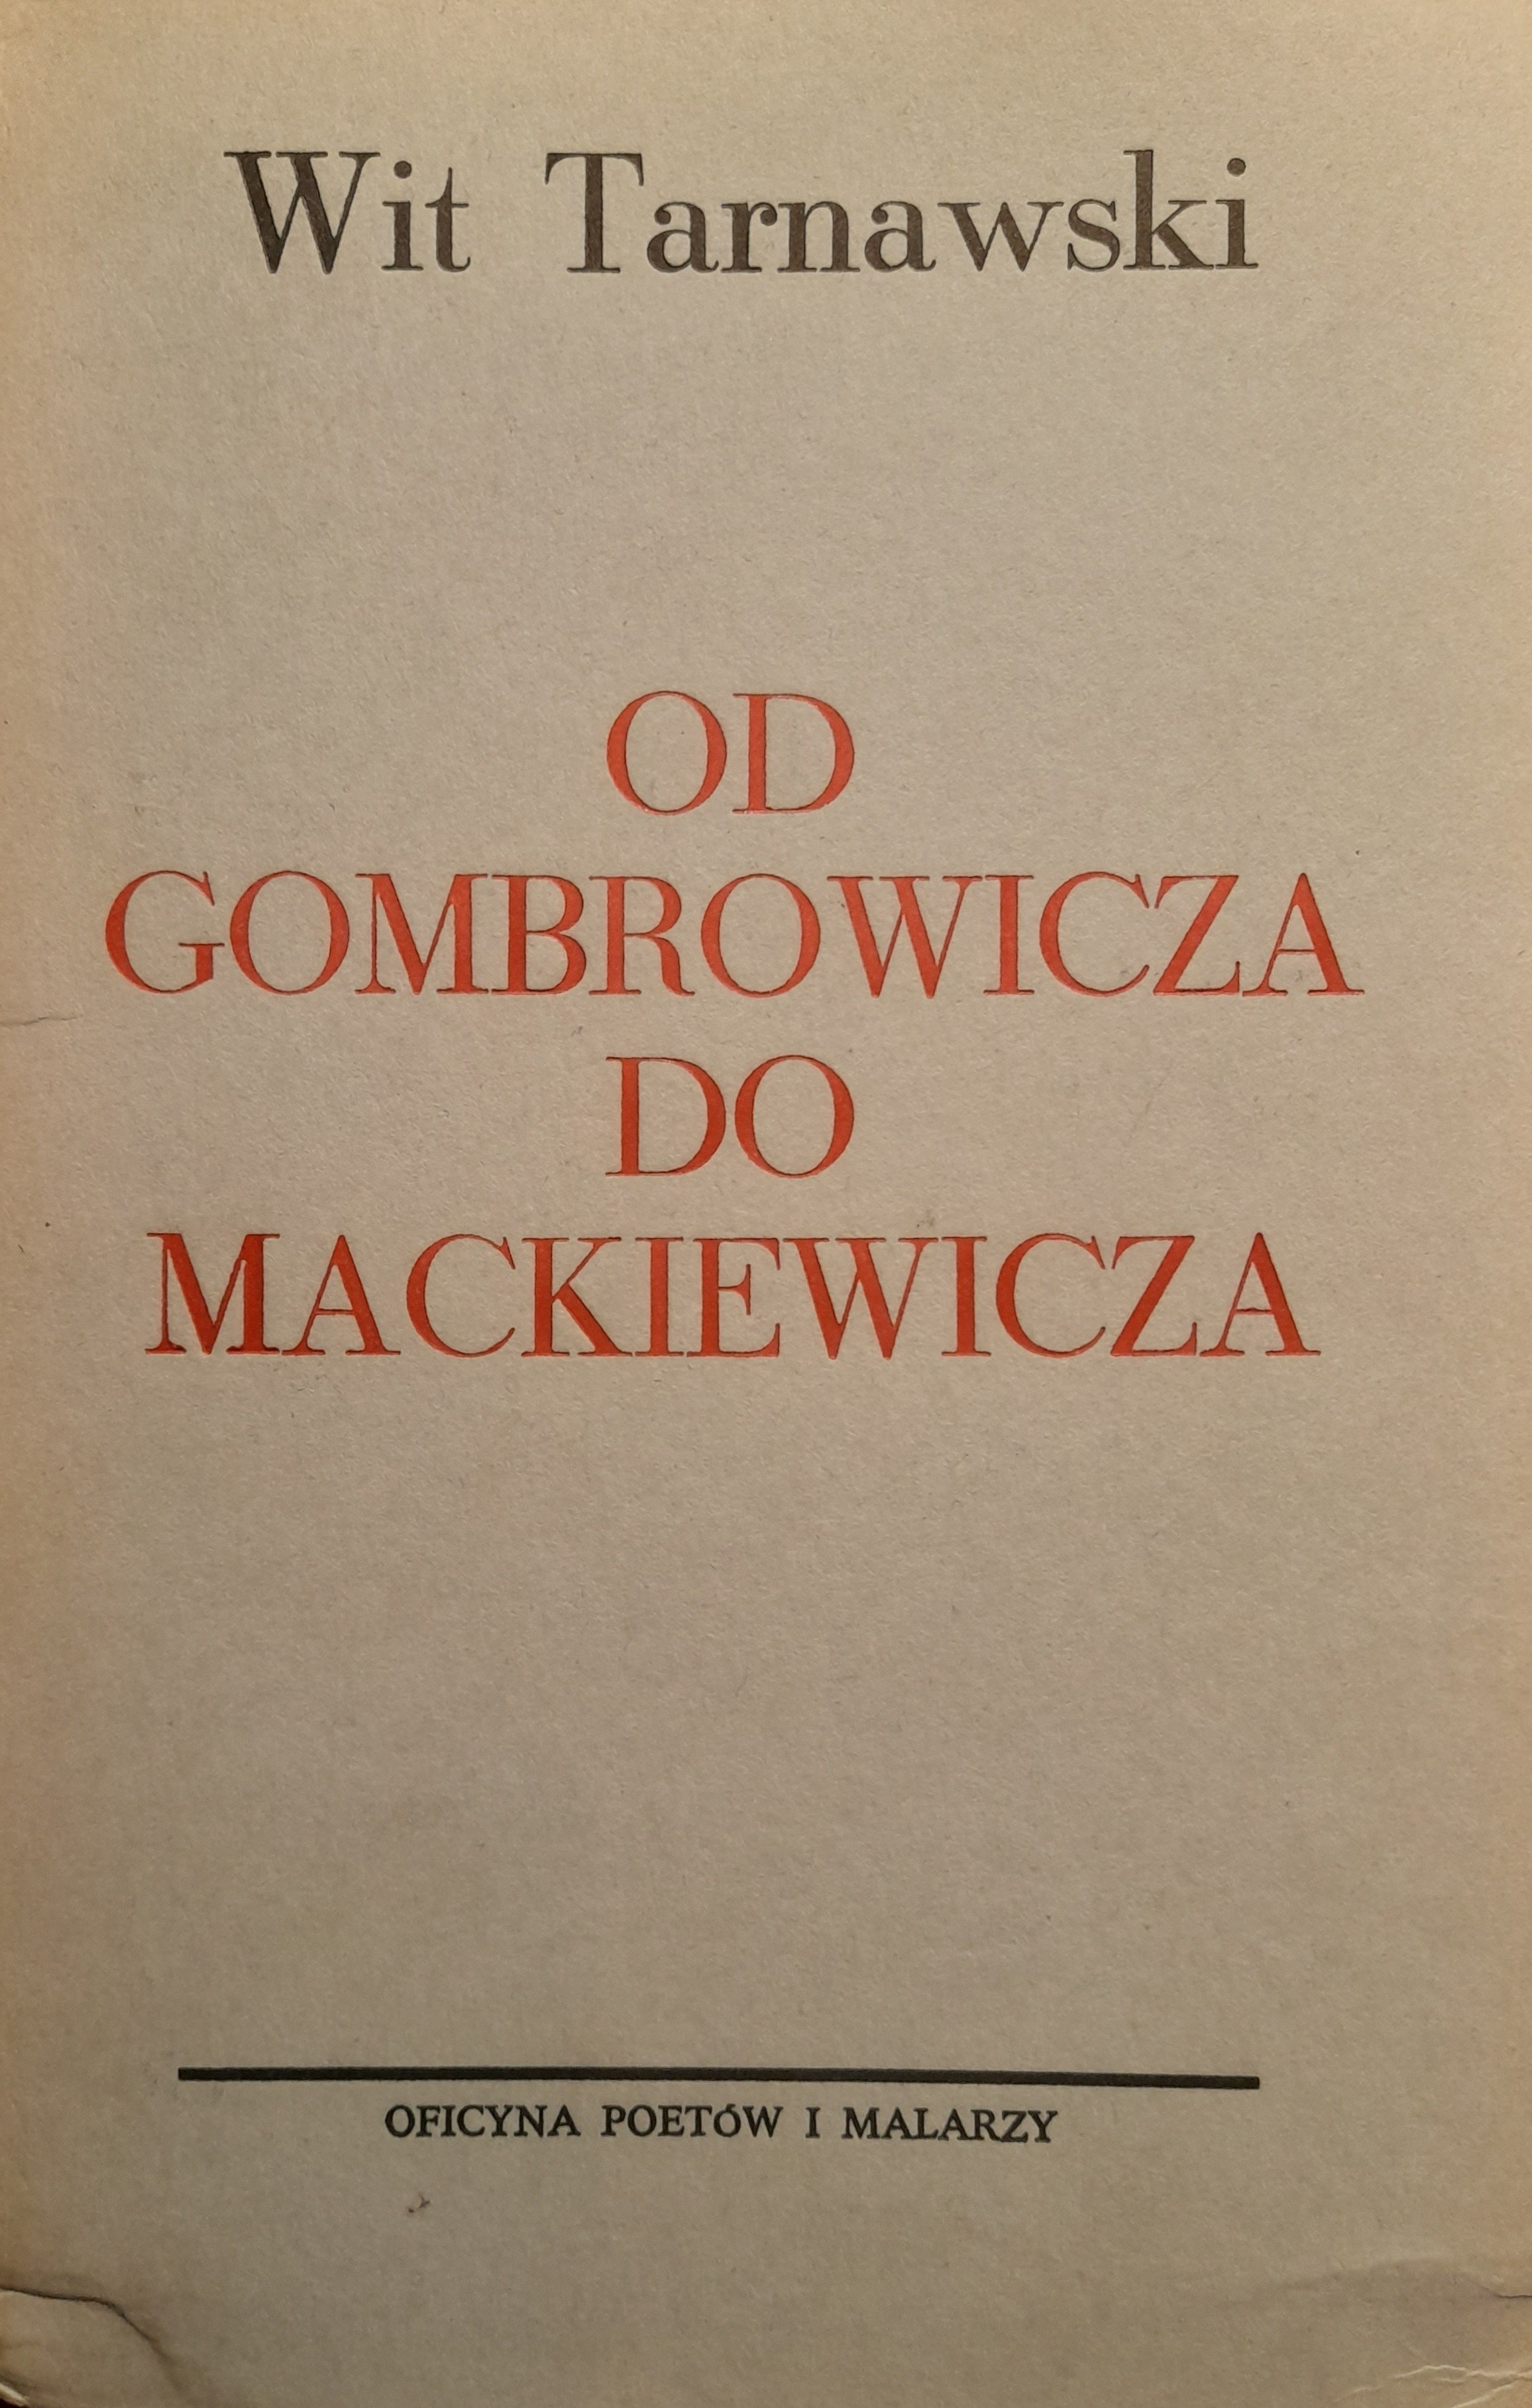 Wit Tarnawski
OD
GOMBROWICZA
DO
MACKIEWICZA
OFICYNA POETÓW I MALARZY